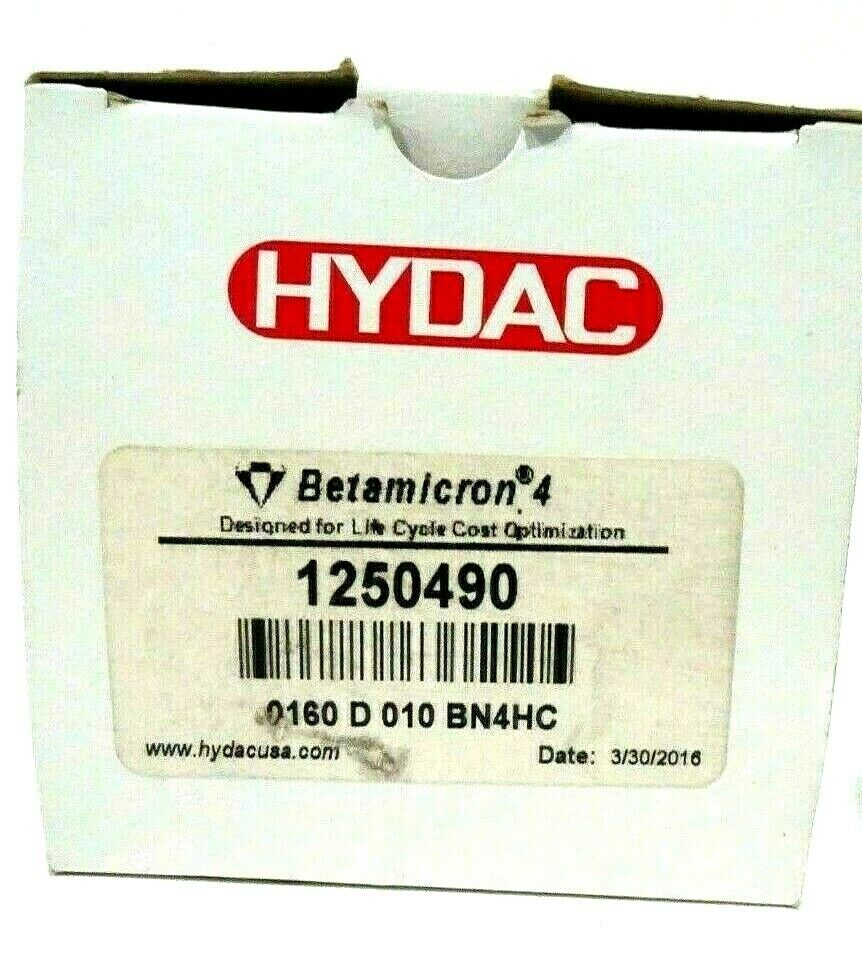 HYDAC
Betamicron®4
Designed for Life Cycle Cost Optimization
1250490
0160 D 010 BN4HC
www.hydacusa.com Date: 3/30/2016